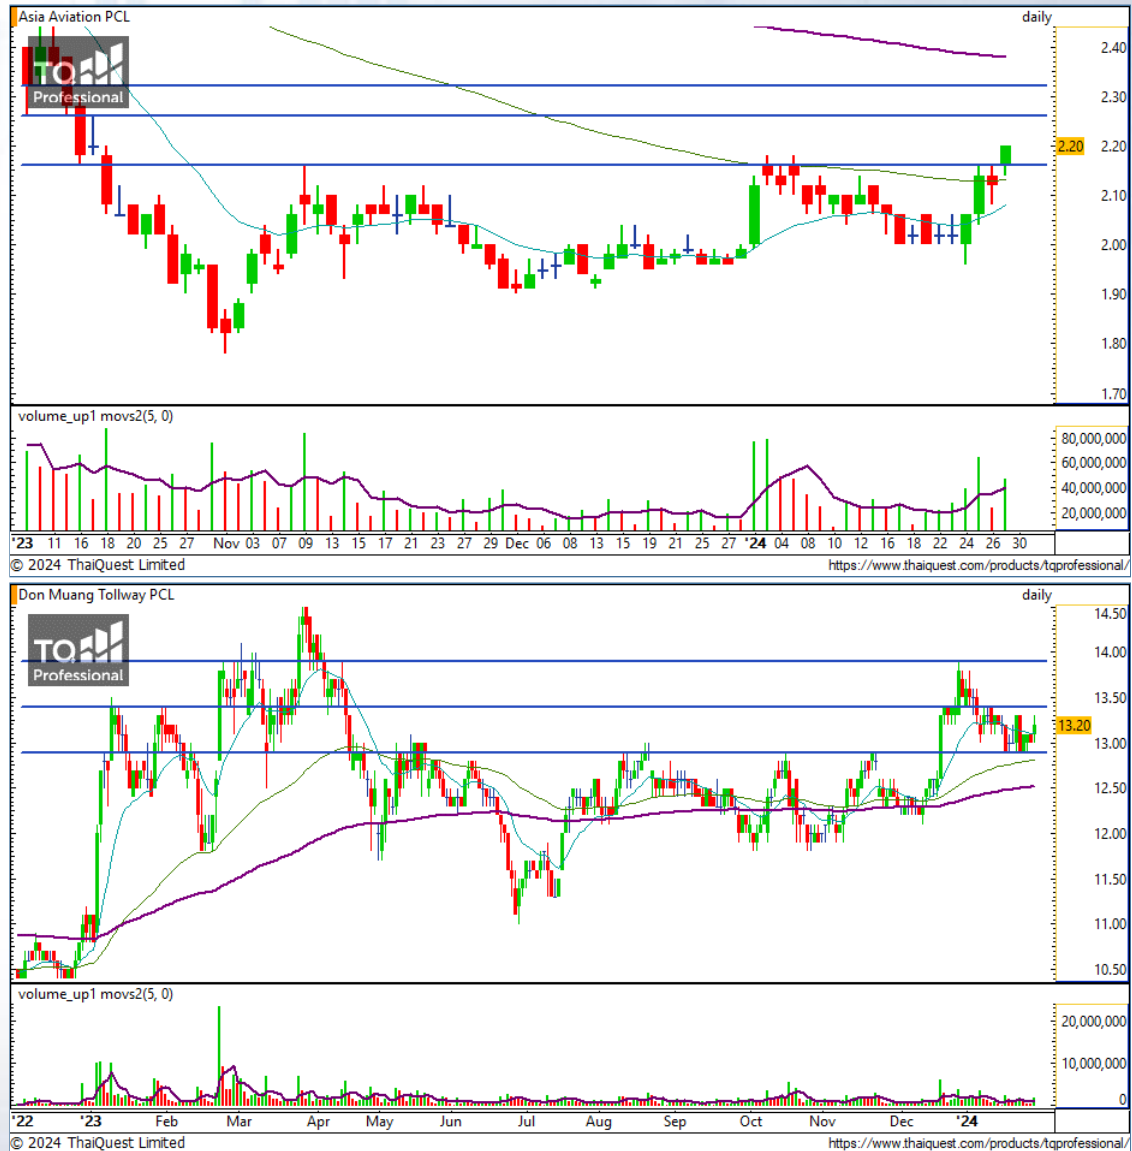 Asia Aviation PCL daily
TQ
Professional
2.40
2.30
2.20
2.20
2.10
2.00
1.90
1.80
1.70
volume_up1 movs2(5, 0)
80,000,000
60,000,000
40,000,000
20,000,000
'23 11 16 18 20 25 27 Nov 03 07 09 13 15 17 21 23 27 29 Dec 06 08 13 15 19 21 25 27 '24 04 08 10 12 16 18 22 24 26 30
© 2024 ThaiQuest Limited https://www.thaiquest.com/products/tqprofessional/
Don Muang Tollway PCL daily
TQ
Professional
14.50
14.00
13.50
13.20
13.00
12.50
12.00
11.50
11.00
10.50
volume_up1 movs2(5, 0)
20,000,000
10,000,000
0
'22 '23 Feb Mar Apr May Jun Jul Aug Sep Oct Nov Dec '24
© 2024 ThaiQuest Limited https://www.thaiquest.com/products/tqprofessional/